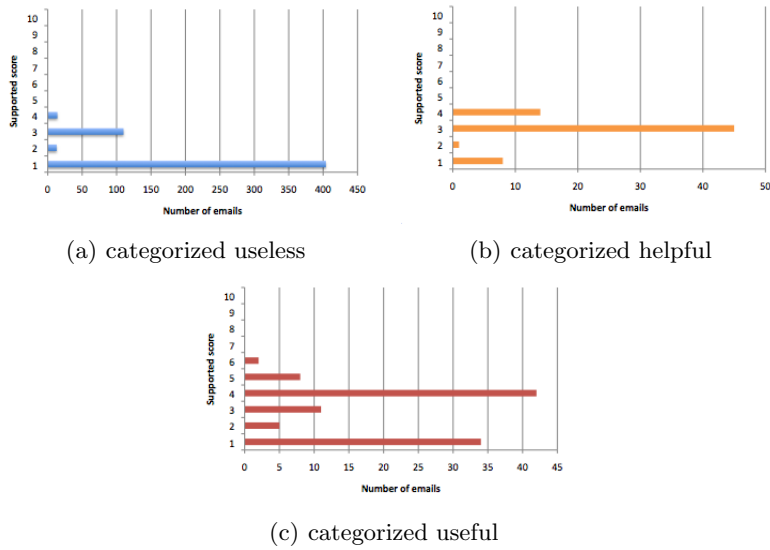 Supported score
10
9
8
7
6
5
4
3
2
1
0 50 100 150 200 250 300 350 400 450
Number of emails
(a) categorized useless
Supported score
10
9
8
7
6
5
4
3
2
1
0 10 20 30 40 50
Number of emails
(b) categorized helpful
Supported score
10
9
8
7
6
5
4
3
2
1
0 5 10 15 20 25 30 35 40 45
Number of emails
(c) categorized useful